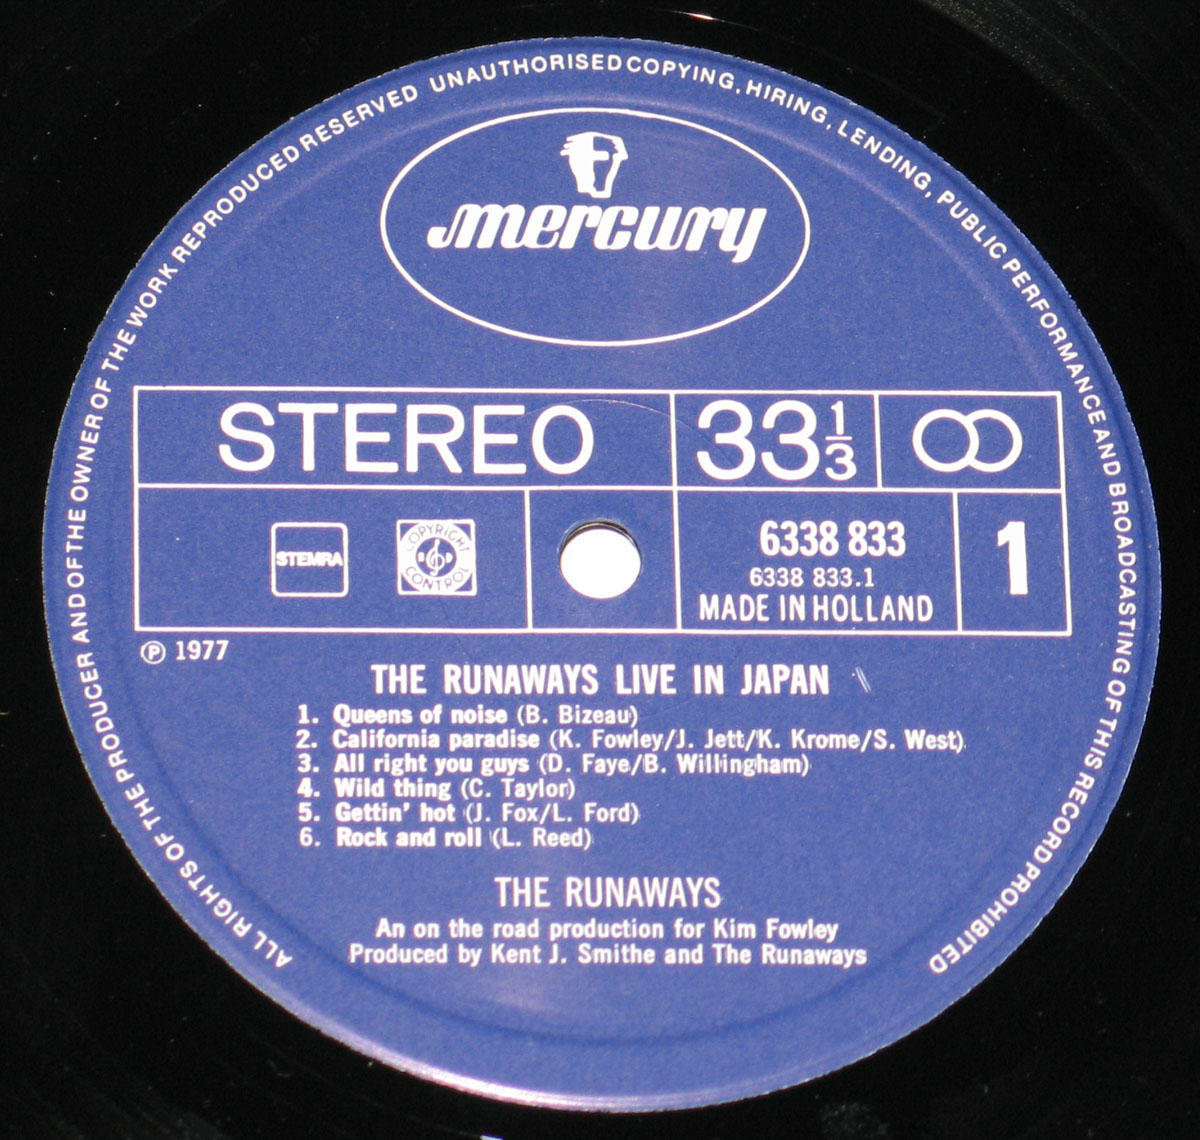 ALL RIGHTS OF THE PRODUCER AND OF THE OWNER OF THE WORK REPRODUCED RESERVED UNAUTHORISED COPYING, HIRING, LENDING, PUBLIC PERFORMANCE AND BROADCASTING OF THIS RECORD PROHIBITED
mercury
STEREO 33 1/3
STEMRA
COPYRIGHT
CONTROL
6338 833
6338 833.1
MADE IN HOLLAND
1
℗ 1977
THE RUNAWAYS LIVE IN JAPAN
1. Queens of noise (B. Bizeau)
2. California paradise (K. Fowley/J. Jett/K. Krome/S. West)
3. All right you guys (D. Faye/B. Willingham)
4. Wild thing (C. Taylor)
5. Gettin' hot (J. Fox/L. Ford)
6. Rock and roll (L. Reed)
THE RUNAWAYS
An on the road production for Kim Fowley
Produced by Kent J. Smithe and The Runaways